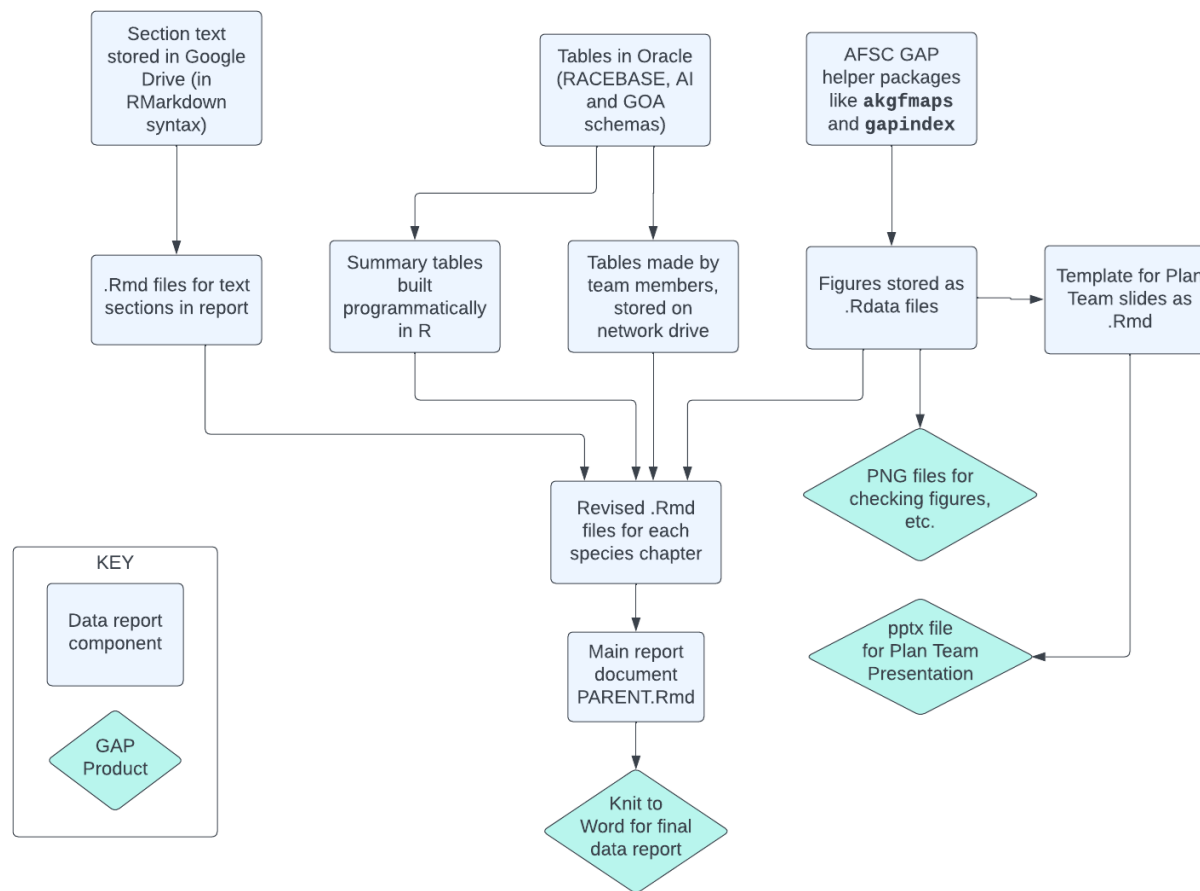 Section text
stored in Google
Drive (in
RMarkdown
syntax)
Tables in Oracle
(RACEBASE, AI
and GOA
schemas)
AFSC GAP
helper packages
like akgfmaps
and gapindex
.Rmd files for text
sections in report
Summary tables
built
programmatically
in R
Tables made by
team members,
stored on
network drive
Figures stored as
.Rdata files
Template for Plan
Team slides as
.Rmd
PNG files for
checking figures,
etc.
Revised .Rmd
files for each
species chapter
KEY
Data report
component
GAP
Product
pptx file
for Plan Team
Presentation
Main report
document
PARENT.Rmd
Knit to
Word for final
data report